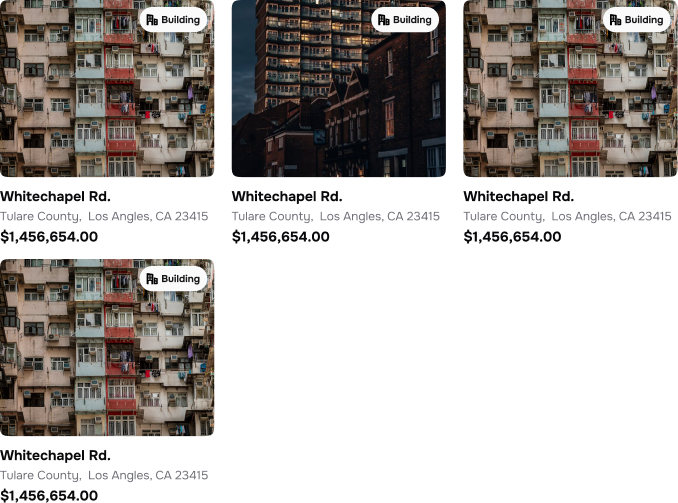 Building
Building
Building
Whitechapel Rd.
Whitechapel Rd.
Whitechapel Rd.
Tulare County,  Los Angles, CA 23415
Tulare County,  Los Angles, CA 23415
Tulare County,  Los Angles, CA 23415
$1,456,654.00
$1,456,654.00
$1,456,654.00
Building
Whitechapel Rd.
Tulare County,  Los Angles, CA 23415
$1,456,654.00